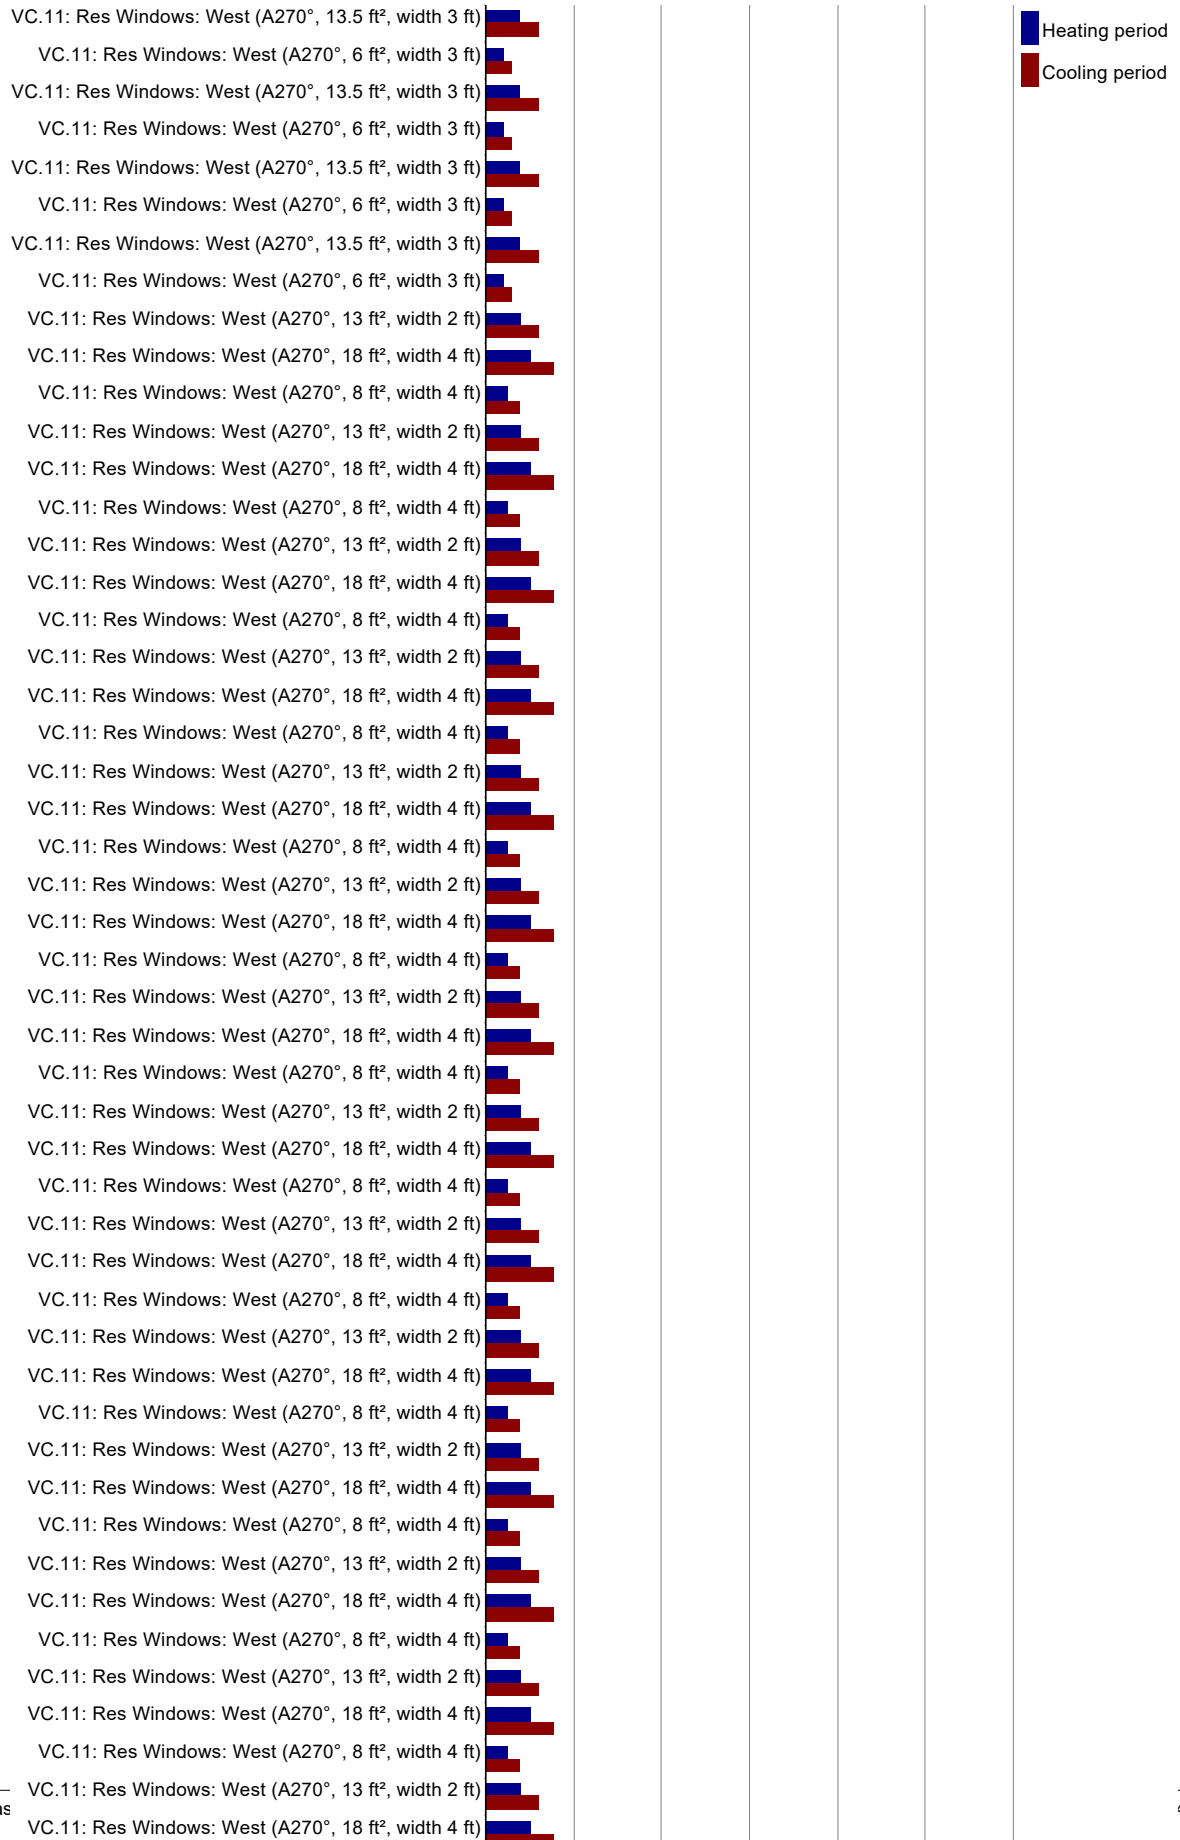 VC.11: Res Windows: West (A270°, 13.5 ft², width 3 ft)
Heating period
VC.11: Res Windows: West (A270°, 6 ft², width 3 ft)
Cooling period
VC.11: Res Windows: West (A270°, 13.5 ft², width 3 ft)
VC.11: Res Windows: West (A270°, 6 ft², width 3 ft)
VC.11: Res Windows: West (A270°, 13.5 ft², width 3 ft)
VC.11: Res Windows: West (A270°, 6 ft², width 3 ft)
VC.11: Res Windows: West (A270°, 13.5 ft², width 3 ft)
VC.11: Res Windows: West (A270°, 6 ft², width 3 ft)
VC.11: Res Windows: West (A270°, 13 ft², width 2 ft)
VC.11: Res Windows: West (A270°, 18 ft², width 4 ft)
VC.11: Res Windows: West (A270°, 8 ft², width 4 ft)
VC.11: Res Windows: West (A270°, 13 ft², width 2 ft)
VC.11: Res Windows: West (A270°, 18 ft², width 4 ft)
VC.11: Res Windows: West (A270°, 8 ft², width 4 ft)
VC.11: Res Windows: West (A270°, 13 ft², width 2 ft)
VC.11: Res Windows: West (A270°, 18 ft², width 4 ft)
VC.11: Res Windows: West (A270°, 8 ft², width 4 ft)
VC.11: Res Windows: West (A270°, 13 ft², width 2 ft)
VC.11: Res Windows: West (A270°, 18 ft², width 4 ft)
VC.11: Res Windows: West (A270°, 8 ft², width 4 ft)
VC.11: Res Windows: West (A270°, 13 ft², width 2 ft)
VC.11: Res Windows: West (A270°, 18 ft², width 4 ft)
VC.11: Res Windows: West (A270°, 8 ft², width 4 ft)
VC.11: Res Windows: West (A270°, 13 ft², width 2 ft)
VC.11: Res Windows: West (A270°, 18 ft², width 4 ft)
VC.11: Res Windows: West (A270°, 8 ft², width 4 ft)
VC.11: Res Windows: West (A270°, 13 ft², width 2 ft)
VC.11: Res Windows: West (A270°, 18 ft², width 4 ft)
VC.11: Res Windows: West (A270°, 8 ft², width 4 ft)
VC.11: Res Windows: West (A270°, 13 ft², width 2 ft)
VC.11: Res Windows: West (A270°, 18 ft², width 4 ft)
VC.11: Res Windows: West (A270°, 8 ft², width 4 ft)
VC.11: Res Windows: West (A270°, 13 ft², width 2 ft)
VC.11: Res Windows: West (A270°, 18 ft², width 4 ft)
VC.11: Res Windows: West (A270°, 8 ft², width 4 ft)
VC.11: Res Windows: West (A270°, 13 ft², width 2 ft)
VC.11: Res Windows: West (A270°, 18 ft², width 4 ft)
VC.11: Res Windows: West (A270°, 8 ft², width 4 ft)
VC.11: Res Windows: West (A270°, 13 ft², width 2 ft)
VC.11: Res Windows: West (A270°, 18 ft², width 4 ft)
VC.11: Res Windows: West (A270°, 8 ft², width 4 ft)
VC.11: Res Windows: West (A270°, 13 ft², width 2 ft)
VC.11: Res Windows: West (A270°, 18 ft², width 4 ft)
VC.11: Res Windows: West (A270°, 8 ft², width 4 ft)
VC.11: Res Windows: West (A270°, 13 ft², width 2 ft)
VC.11: Res Windows: West (A270°, 18 ft², width 4 ft)
VC.11: Res Windows: West (A270°, 8 ft², width 4 ft)
VC.11: Res Windows: West (A270°, 13 ft², width 2 ft)
VC.11: Res Windows: West (A270°, 18 ft², width 4 ft)